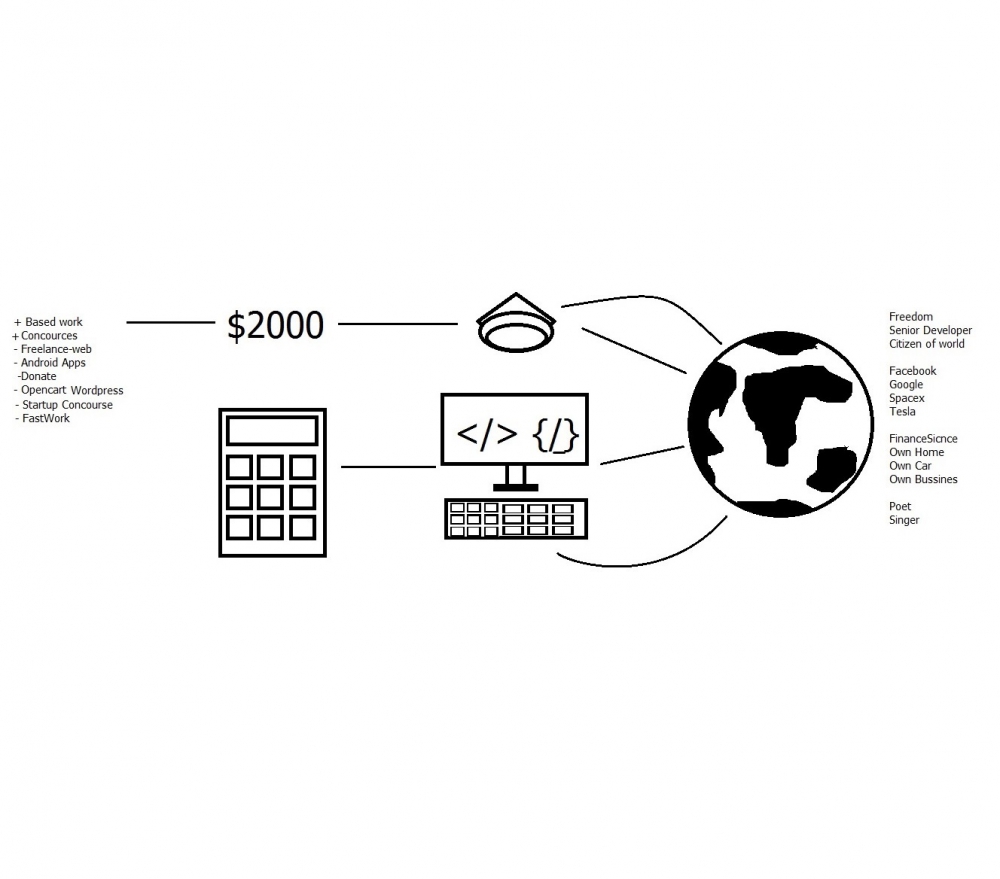 + Based work
+ Concources
- Freelance-web
- Android Apps
-Donate
- Opencart Wordpress
- Startup Concourse
- FastWork
$2000
</> {/}
Freedom
Senior Developer
Citizen of world
Facebook
Google
Spacex
Tesla
FinanceSicnce
Own Home
Own Car
Own Bussines
Poet
Singer